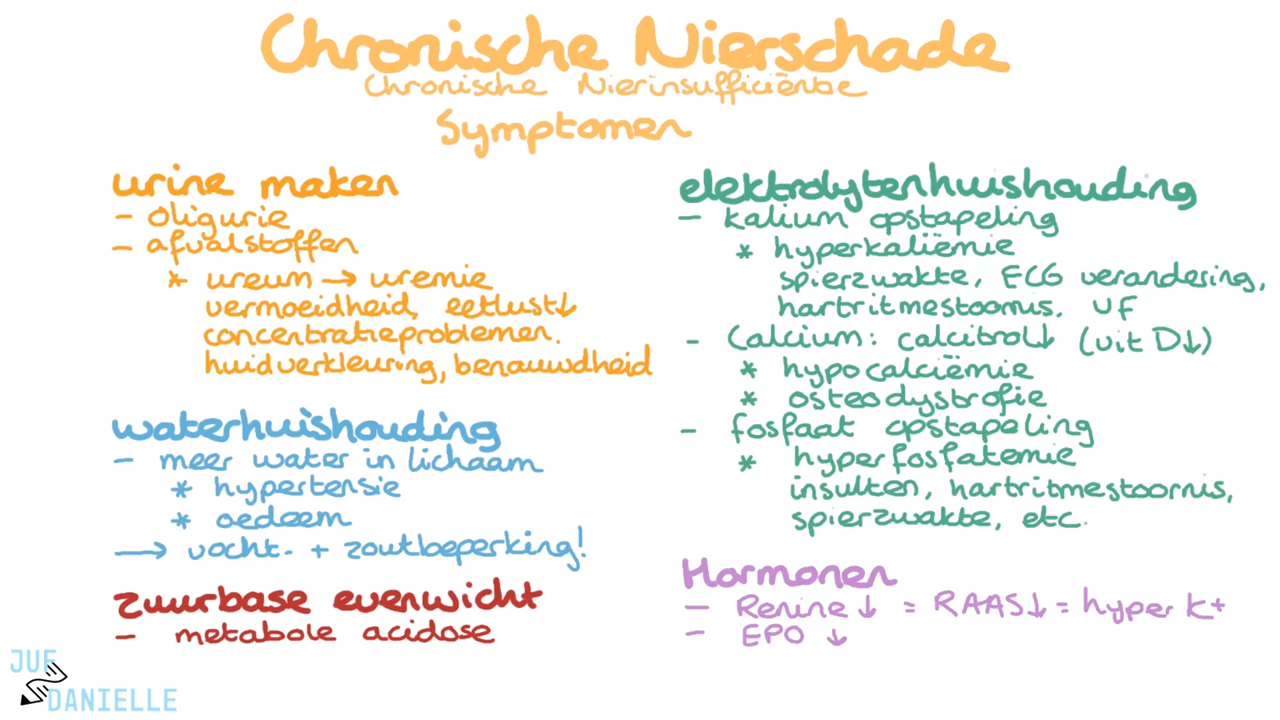 Chronische Nierschade
Chronische Nierinsufficiëntie
Symptomen
urine maken
- oligurie
- afvalstoffen
* ureum → uremie
vermoeidheid, eetlust↓
concentratieproblemen.
huidverkleuring, benauwdheid
waterhuishouding
- meer water in lichaam
* hypertensie
* oedeem
→ vocht- + zoutbeperking!
zuurbase evenwicht
- metabole acidose
elektrolytenhuishouding
- kalium opstapeling
* hyperkaliëmie
spierzwakte, ECG verandering,
hartritmestoornis, VF
- Calcium: calcitrol↓ (vit D↓)
* hypocalciëmie
* osteodystrofie
- fosfaat opstapeling
* hyperfosfatemie
insulten, hartritmestoornis,
spierzwakte, etc.
Hormonen
- Renine ↓ = RAAS↓ = hyper K+
- EPO ↓
JUF
DANIELLE